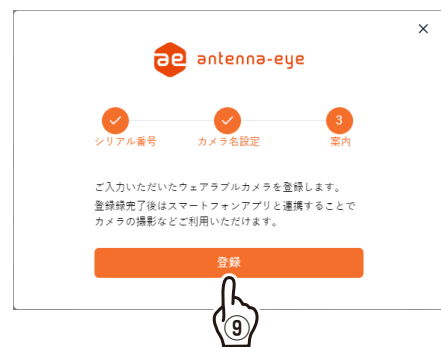 ×
ae antenna-eye
3
シリアル番号 カメラ名設定 案内
ご入力いただいたウェアラブルカメラを登録します。
登録録完了後はスマートフォンアプリと連携することで
カメラの撮影などご利用いただけます。
登録
⑨